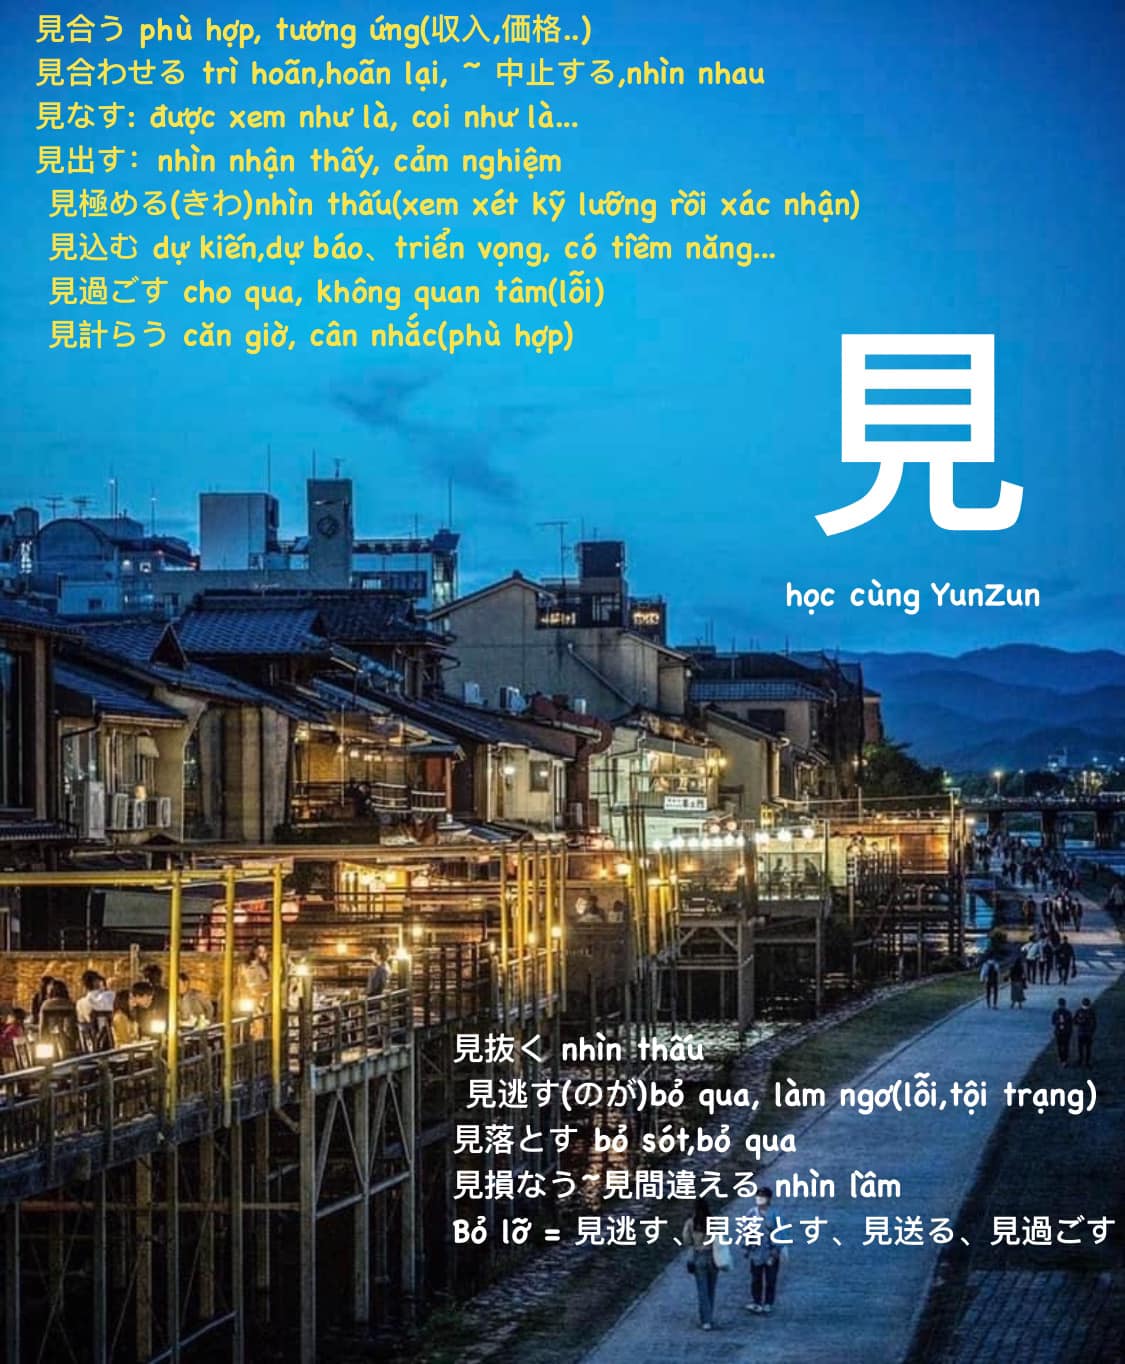 見合う phù hợp, tương ứng(収入,価格..)
見合わせる trì hoãn,hoãn lại, ~ 中止する,nhìn nhau
見なす: được xem như là, coi như là...
見出す: nhìn nhận thấy, cảm nghiệm
見極める(きわ)nhìn thấu(xem xét kỹ lưỡng rồi xác nhận)
見込む dự kiến,dự báo、triển vọng, có tiềm năng...
見過ごす cho qua, không quan tâm(lỗi)
見計らう căn giờ, cân nhắc(phù hợp)
見
học cùng YunZun
見抜く nhìn thấu
見逃す(のが)bỏ qua, làm ngơ(lỗi,tội trạng)
見落とす bỏ sót,bỏ qua
見損なう~見間違える nhìn lầm
Bỏ lỡ = 見逃す、見落とす、見送る、見過ごす